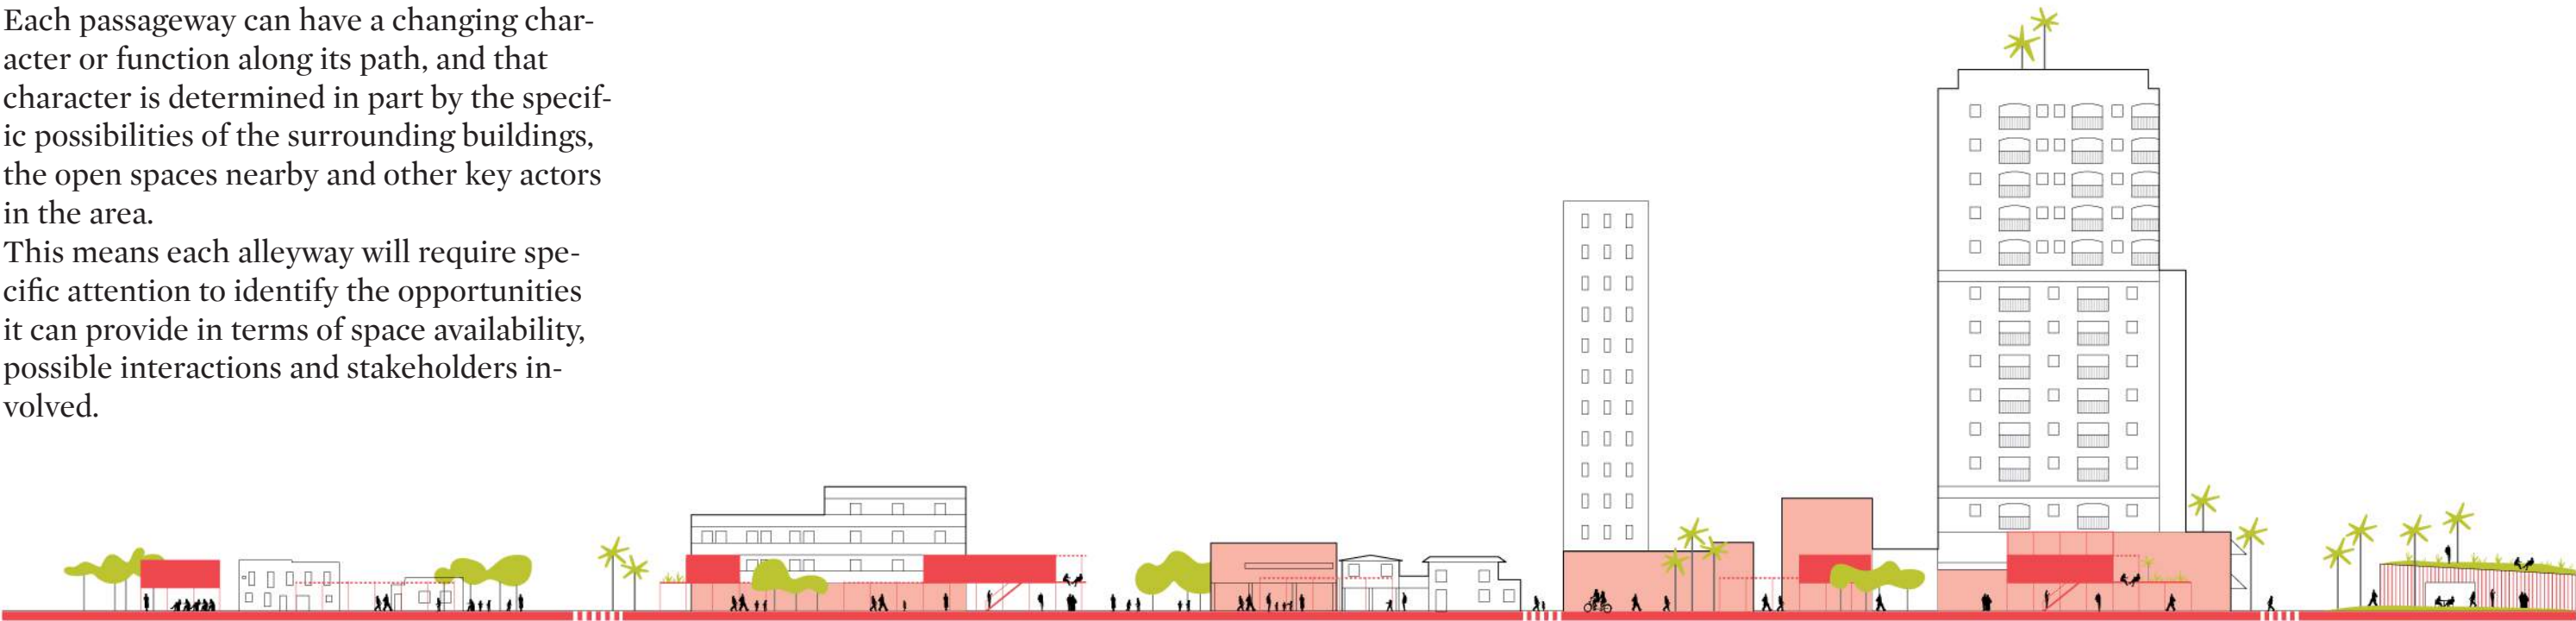 Each passageway can have a changing char-
acter or function along its path, and that
character is determined in part by the specif-
ic possibilities of the surrounding buildings,
the open spaces nearby and other key actors
in the area.
This means each alleyway will require spe-
cific attention to identify the opportunities
it can provide in terms of space availability,
possible interactions and stakeholders in-
volved.